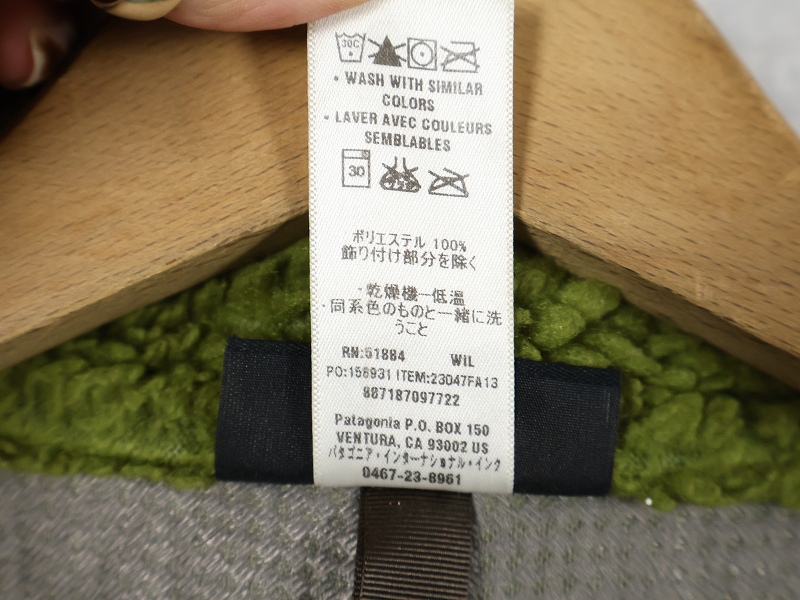 30C
• WASH WITH SIMILAR
COLORS
• LAVER AVEC COULEURS
SEMBLABLES
30
ポリエステル 100%
飾り付け部分を除く
・乾燥機ー低温
・同系色のものと一緒に洗
うこと
RN:51884 WIL
PO:158931 ITEM:23047FA13
887187097722
Patagonia P.O. BOX 150
VENTURA, CA 93002 US
パタゴニア・インターナショナル・インク
0467-23-8961